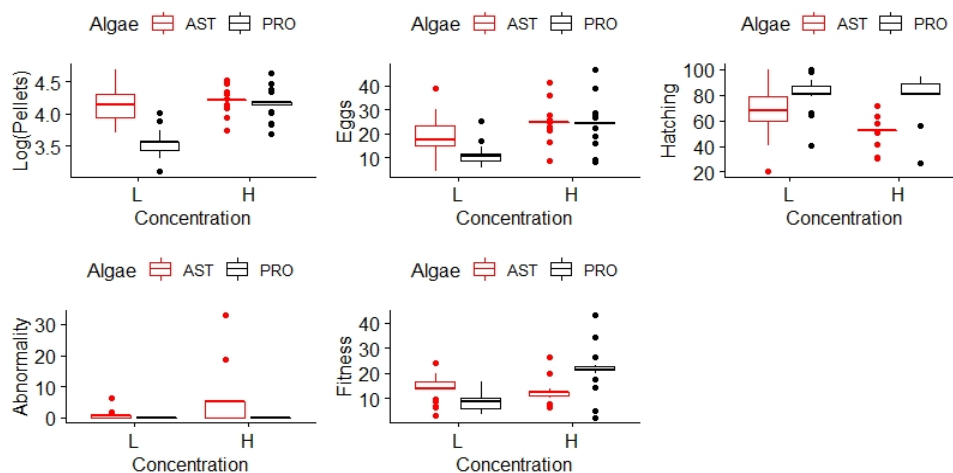 Algae AST PRO
Log(Pellets)
4.5
4.0
3.5
L H
Concentration
Algae AST PRO
Eggs
40
30
20
10
L H
Concentration
Algae AST PRO
Hatching
100
80
60
40
20
L H
Concentration
Algae AST PRO
Abnormality
30
20
10
0
L H
Concentration
Algae AST PRO
Fitness
40
30
20
10
L H
Concentration